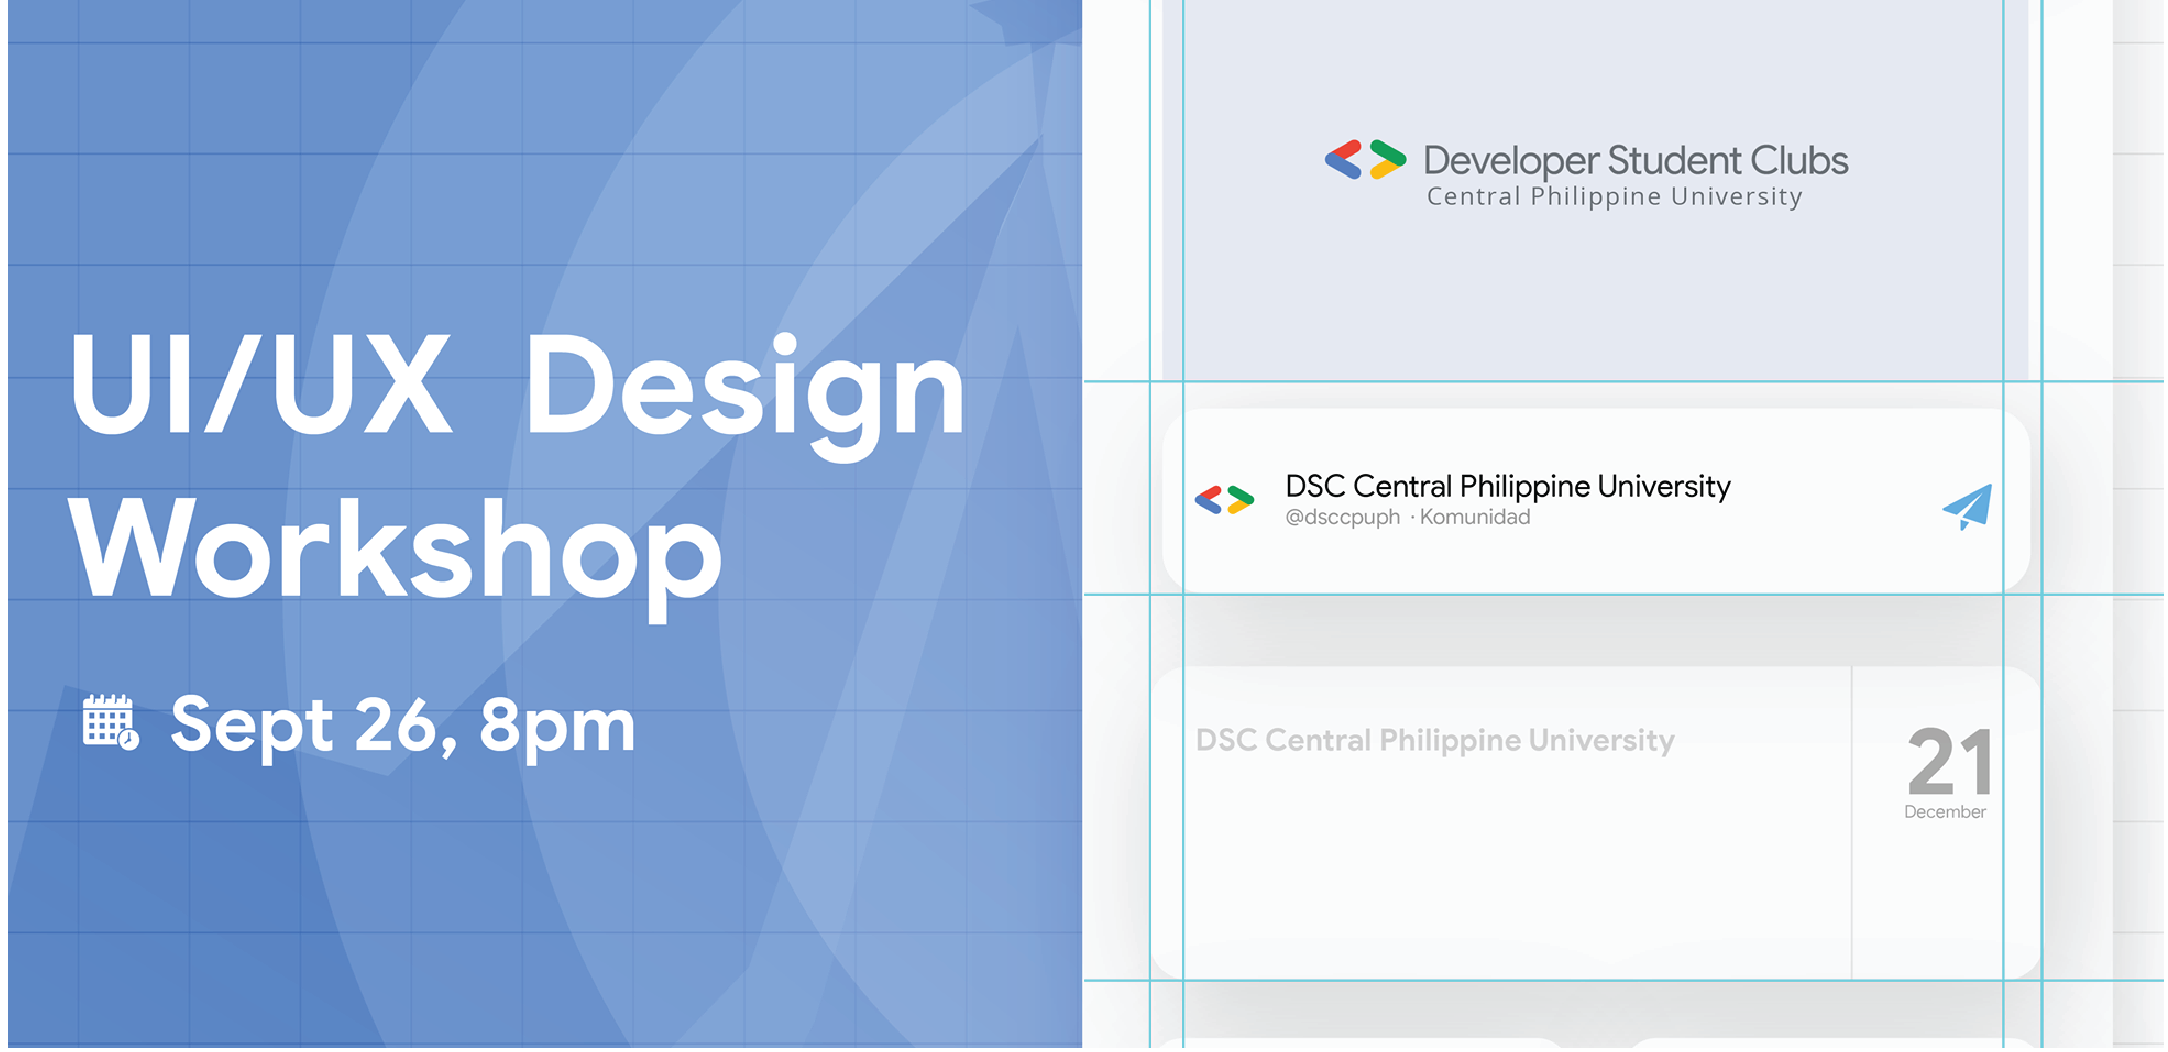 UI/UX Design
Workshop
Sept 26, 8pm
Developer Student Clubs
Central Philippine University
DSC Central Philippine University
@dsccpuph · Komunidad
DSC Central Philippine University
21
December